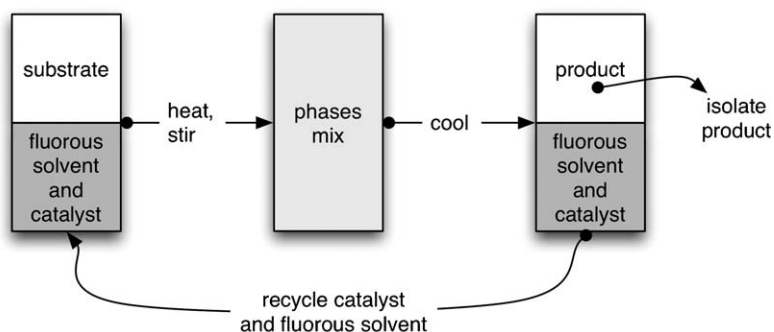 substrate
fluorous
solvent
and
catalyst
heat,
stir
phases
mix
cool
product
fluorous
solvent
and
catalyst
isolate
product
recycle catalyst
and fluorous solvent